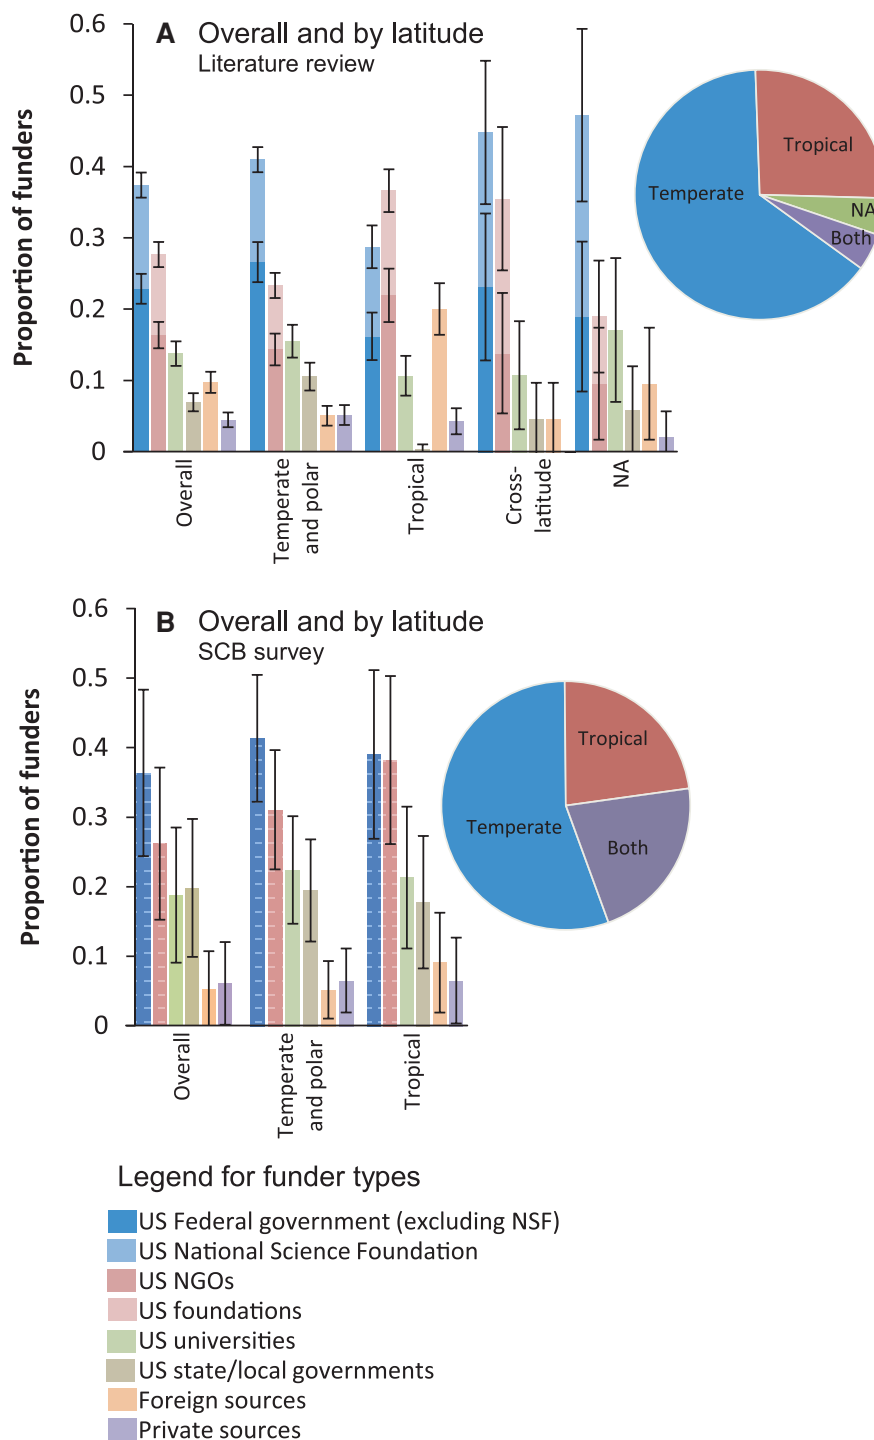 A Overall and by latitude
Literature review
Proportion of funders
0.6
0.5
0.4
0.3
0.2
0.1
0
Overall
Temperate
and polar
Tropical
Cross-
latitude
NA
Temperate
Tropical
NA
Both
B Overall and by latitude
SCB survey
Proportion of funders
0.6
0.5
0.4
0.3
0.2
0.1
0
Overall
Temperate
and polar
Tropical
Temperate
Tropical
Both
Legend for funder types
US Federal government (excluding NSF)
US National Science Foundation
US NGOs
US foundations
US universities
US state/local governments
Foreign sources
Private sources